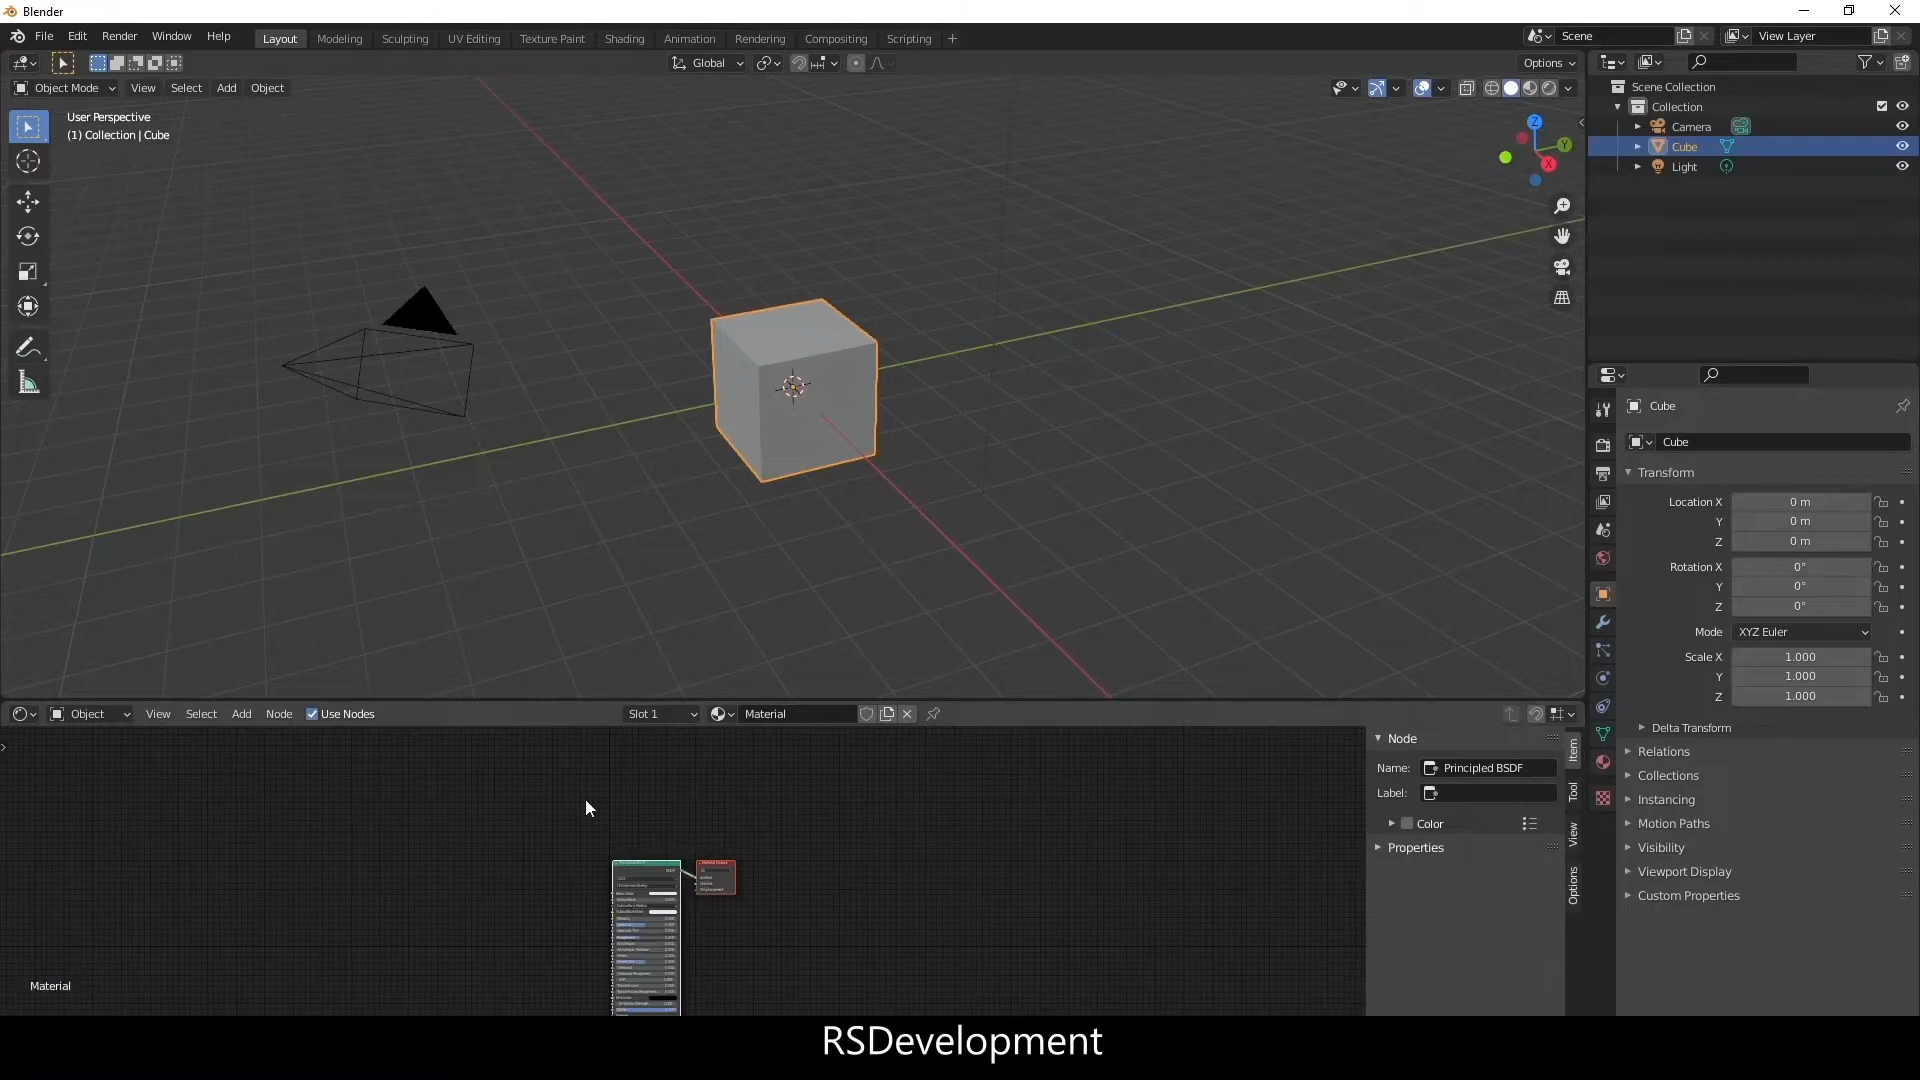 Blender
File Edit Render Window Help Layout Modeling Sculpting UV Editing Texture Paint Shading Animation Rendering Compositing Scripting + Scene View Layer
Global Options
Object Mode View Select Add Object
User Perspective
(1) Collection | Cube
Z
Y
X
Scene Collection
Collection
Camera
Cube
Light
Cube
Cube
Transform
Location X 0 m
Y 0 m
Z 0 m
Rotation X 0°
Y 0°
Z 0°
Mode XYZ Euler
Scale X 1.000
Y 1.000
Z 1.000
Delta Transform
Relations
Collections
Instancing
Motion Paths
Visibility
Viewport Display
Custom Properties
Object View Select Add Node Use Nodes Slot 1 Material
Node
Name: Principled BSDF
Label:
Color
Properties
Item
Tool
View
Options
Material
RSDevelopment